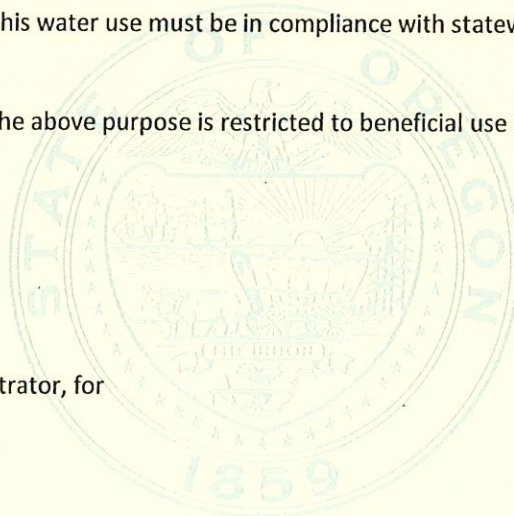 his water use must be in compliance with statew
he above purpose is restricted to beneficial use
trator, for
STATE OF OREGON
THE UNION
1859